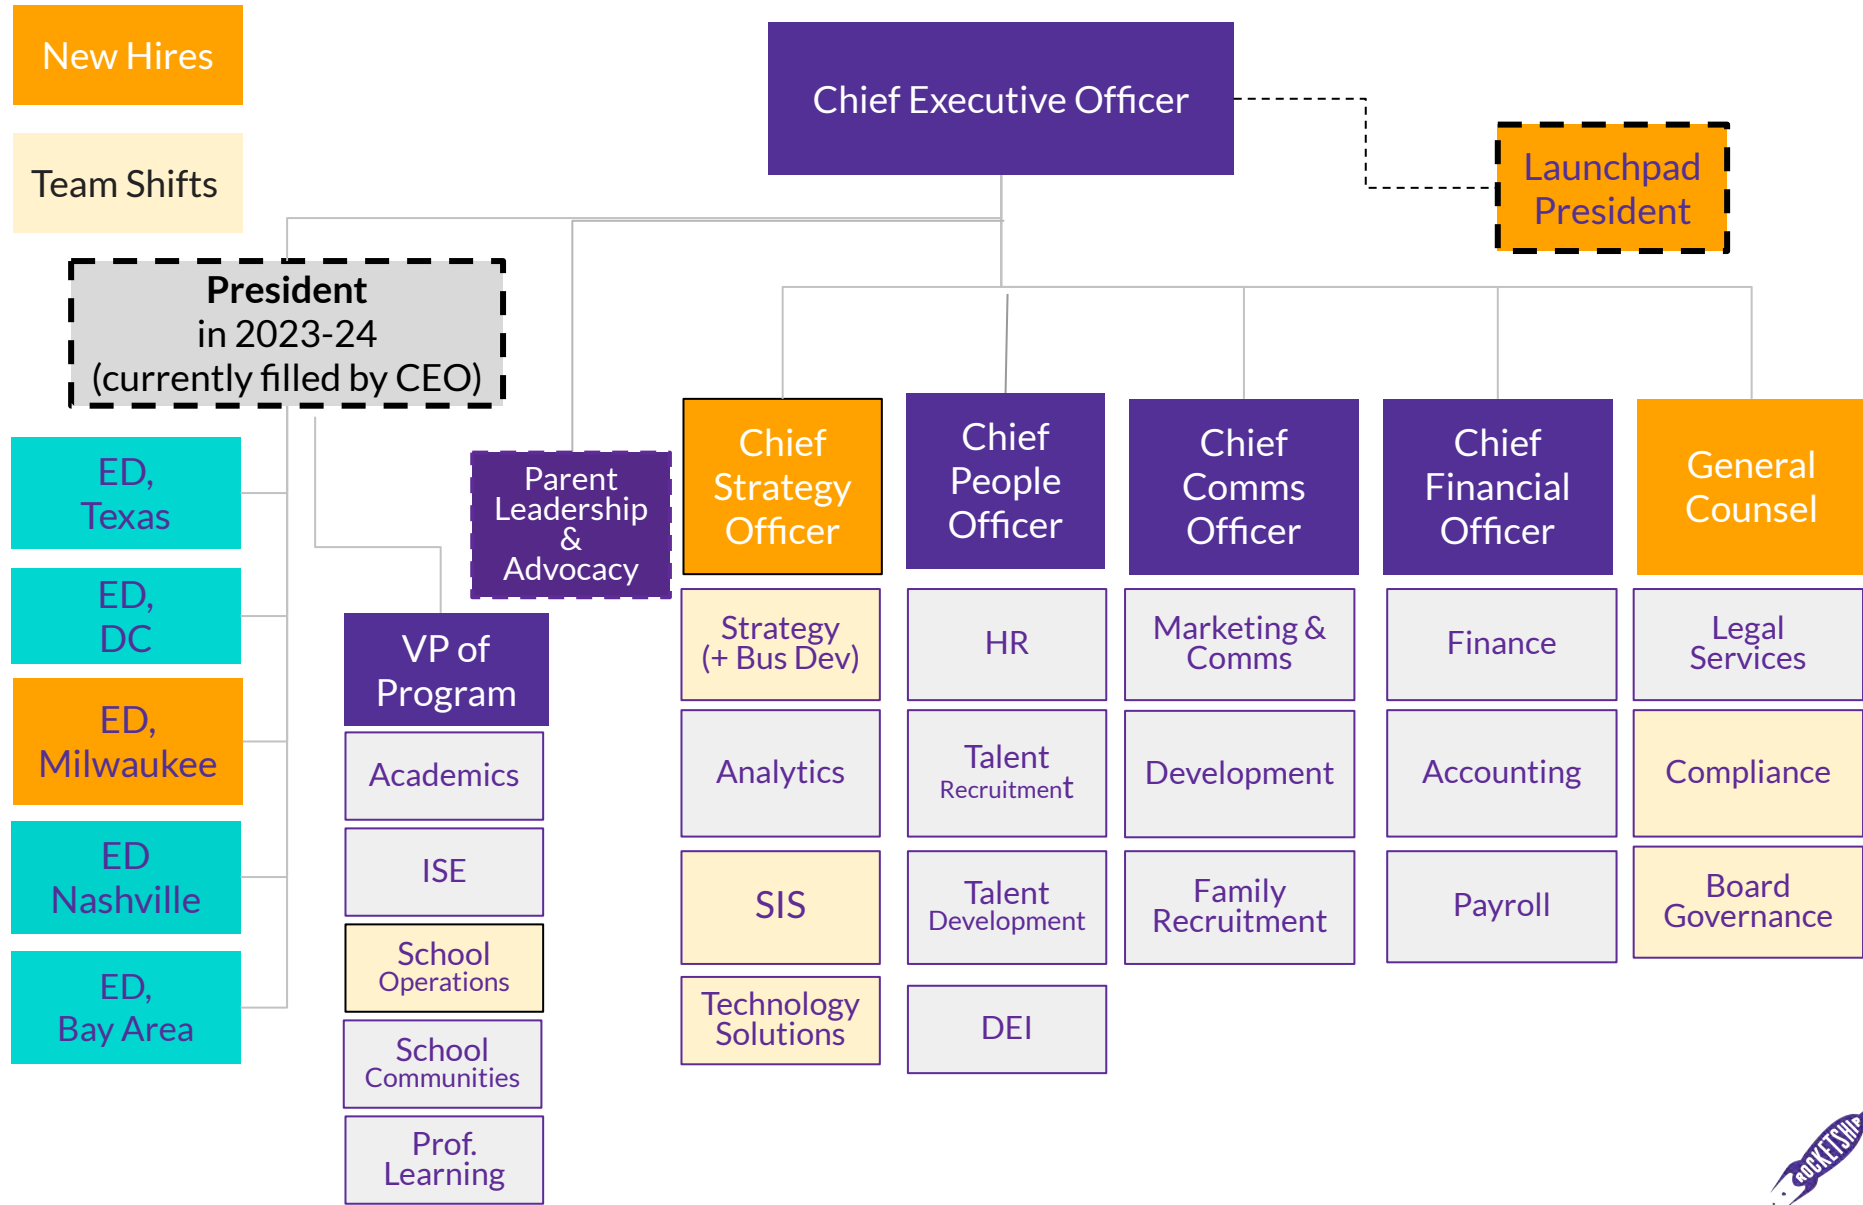 New Hires
Team Shifts
Chief Executive Officer
Launchpad
President
President
in 2023-24
(currently filled by CEO)
ED,
Texas
ED,
DC
ED,
Milwaukee
ED
Nashville
ED,
Bay Area
VP of
Program
Academics
ISE
School
Operations
School
Communities
Prof.
Learning
Parent
Leadership
&
Advocacy
Chief
Strategy
Officer
Strategy
(+ Bus Dev)
Analytics
SIS
Technology
Solutions
Chief
People
Officer
HR
Talent
Recruitment
Talent
Development
DEI
Chief
Comms
Officer
Marketing &
Comms
Development
Family
Recruitment
Chief
Financial
Officer
Finance
Accounting
Payroll
General
Counsel
Legal
Services
Compliance
Board
Governance
ROCKETSHIP